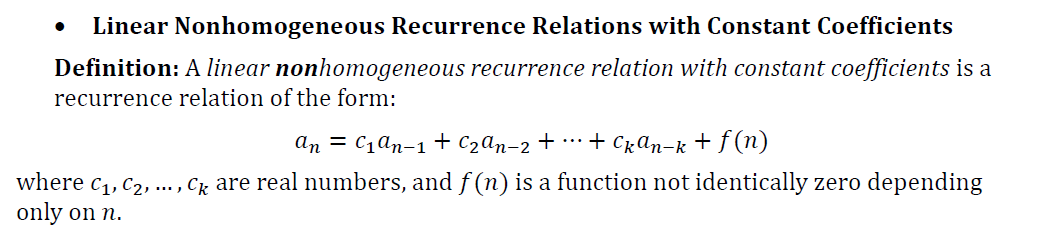 • Linear Nonhomogeneous Recurrence Relations with Constant Coefficients
Definition: A linear nonhomogeneous recurrence relation with constant coefficients is a
recurrence relation of the form:
aₙ = c₁aₙ₋₁ + c₂aₙ₋₂ + ⋯ + cₖaₙ₋ₖ + f(n)
where c₁, c₂, … , cₖ are real numbers, and f(n) is a function not identically zero depending
only on n.